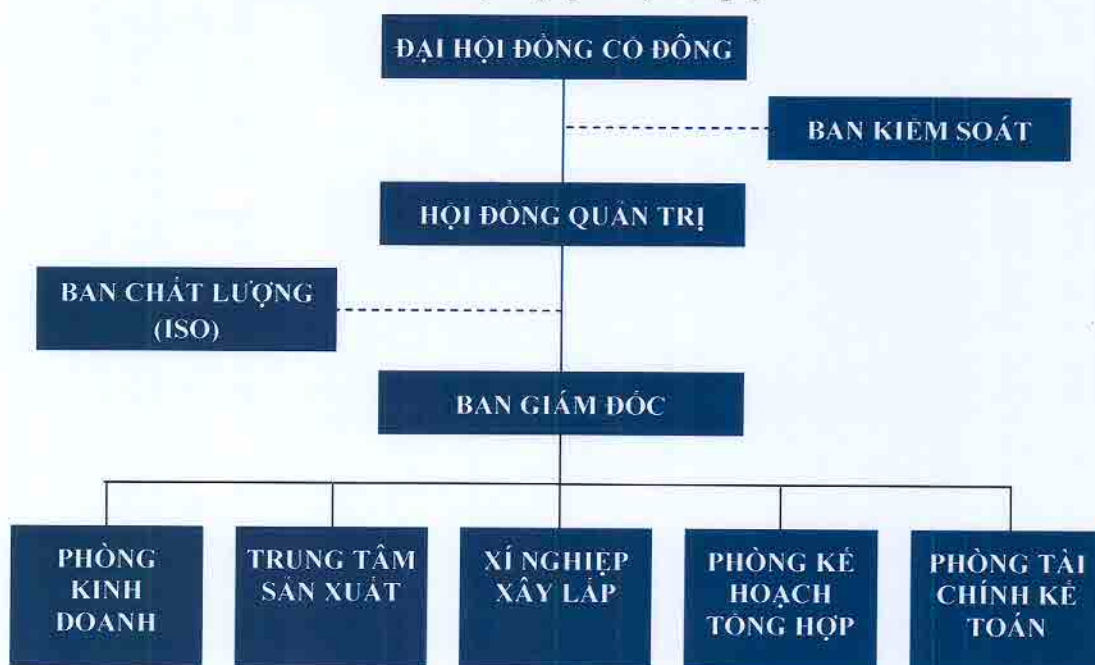 ĐẠI HỘI ĐỒNG CỔ ĐÔNG
BAN KIỂM SOÁT
HỘI ĐỒNG QUẢN TRỊ
BAN CHẤT LƯỢNG
(ISO)
BAN GIÁM ĐỐC
PHÒNG
KINH
DOANH
TRUNG TÂM
SẢN XUẤT
XÍ NGHIỆP
XÂY LẮP
PHÒNG KẾ
HOẠCH
TỔNG HỢP
PHÒNG TÀI
CHÍNH KẾ
TOÁN